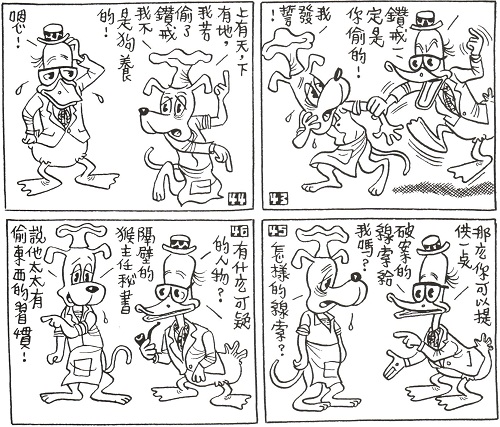 鑽戒一
定是
你偷的!
我
發
誓!
43
上有天,下
有地,
我若
偷了
鑽戒
我不
是狗養
的!
嗯!
44
那么你可以提
供一点
破案的
線索給
我嗎?
怎樣的線索?
45
有什么可疑
的人物?
隔壁的
猴主任秘書
說他太太有
偷東西的習慣!
46